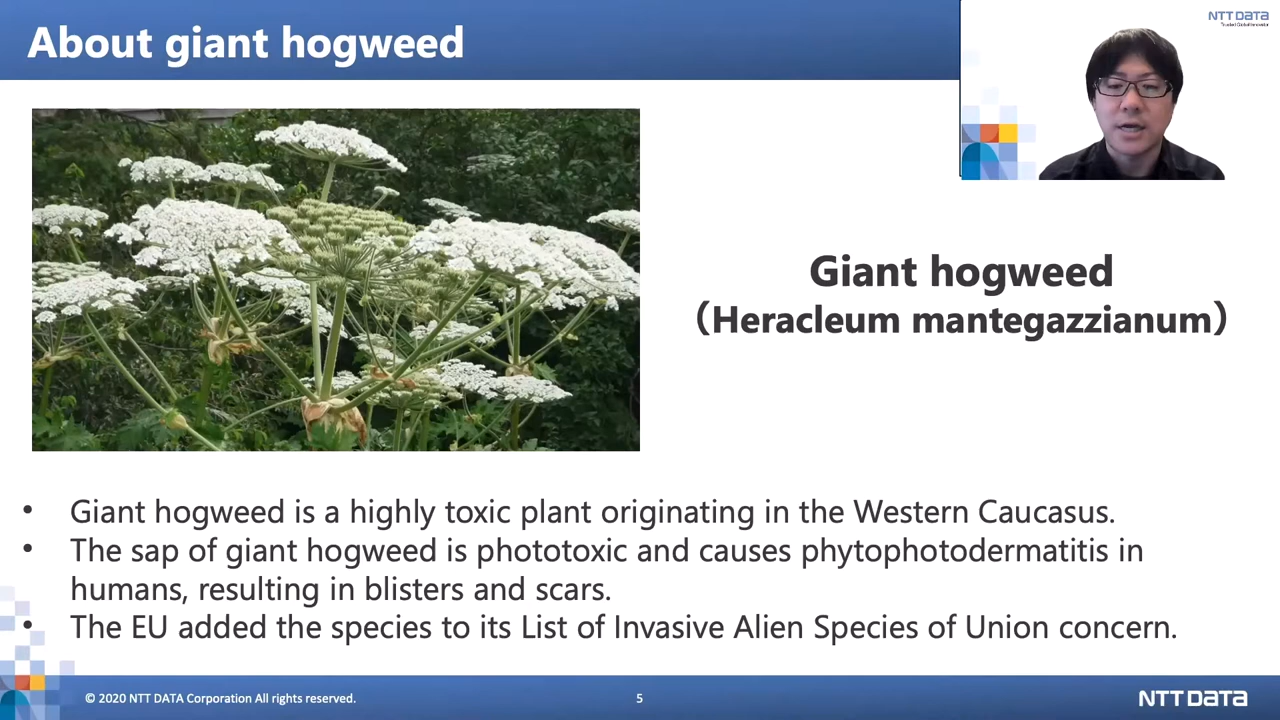 About giant hogweed
NTT DATA
Trusted Global Innovator
Giant hogweed
（Heracleum mantegazzianum）
• Giant hogweed is a highly toxic plant originating in the Western Caucasus.
• The sap of giant hogweed is phototoxic and causes phytophotodermatitis in
humans, resulting in blisters and scars.
• The EU added the species to its List of Invasive Alien Species of Union concern.
© 2020 NTT DATA Corporation All rights reserved.
5
NTT DATA